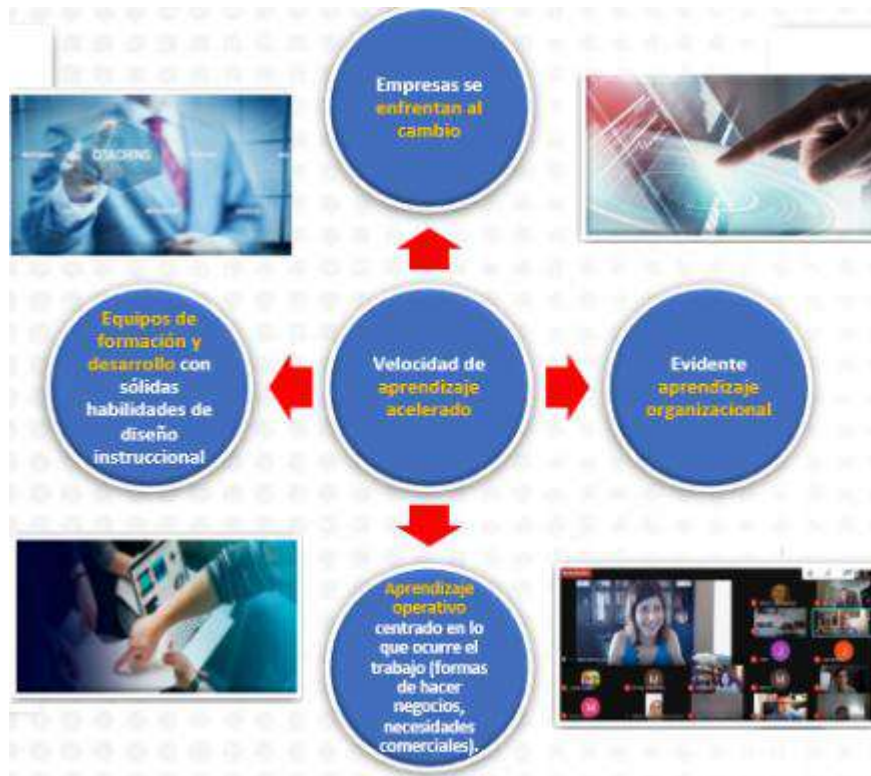 Empresas se
enfrentan al
cambio
Equipos de
formación y
desarrollo con
sólidas
habilidades de
diseño
instruccional
Velocidad de
aprendizaje
acelerado
Evidente
aprendizaje
organizacional
Aprendizaje
operativo
centrado en lo
que ocurre el
trabajo (formas
de hacer
negocios,
necesidades
comerciales).